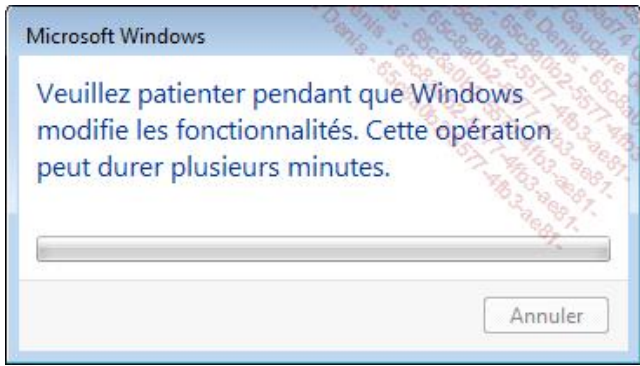 Microsoft Windows
Veuillez patienter pendant que Windows
modifie les fonctionnalités. Cette opération
peut durer plusieurs minutes.
Annuler